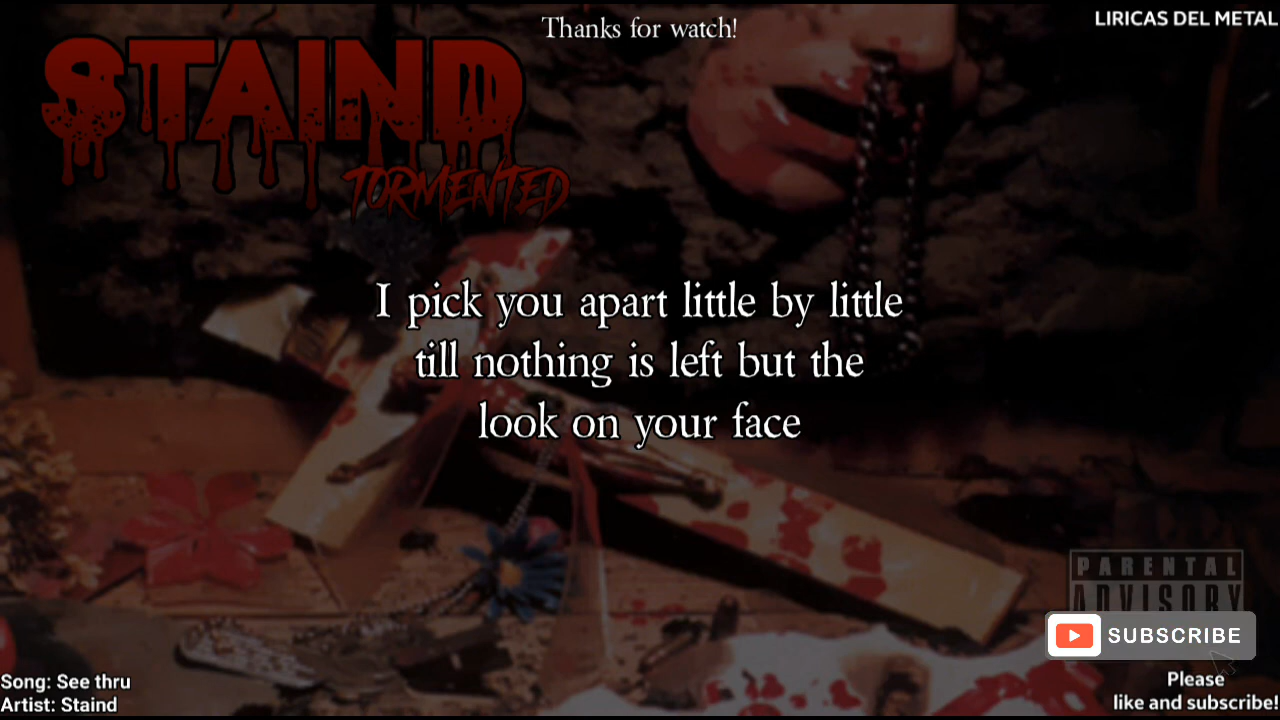 Thanks for watch!
LIRICAS DEL METAL
STAIND
TORMENTED
I pick you apart little by little
till nothing is left but the
look on your face
PARENTAL
ADVISORY
SUBSCRIBE
Song: See thru
Artist: Staind
Please
like and subscribe!